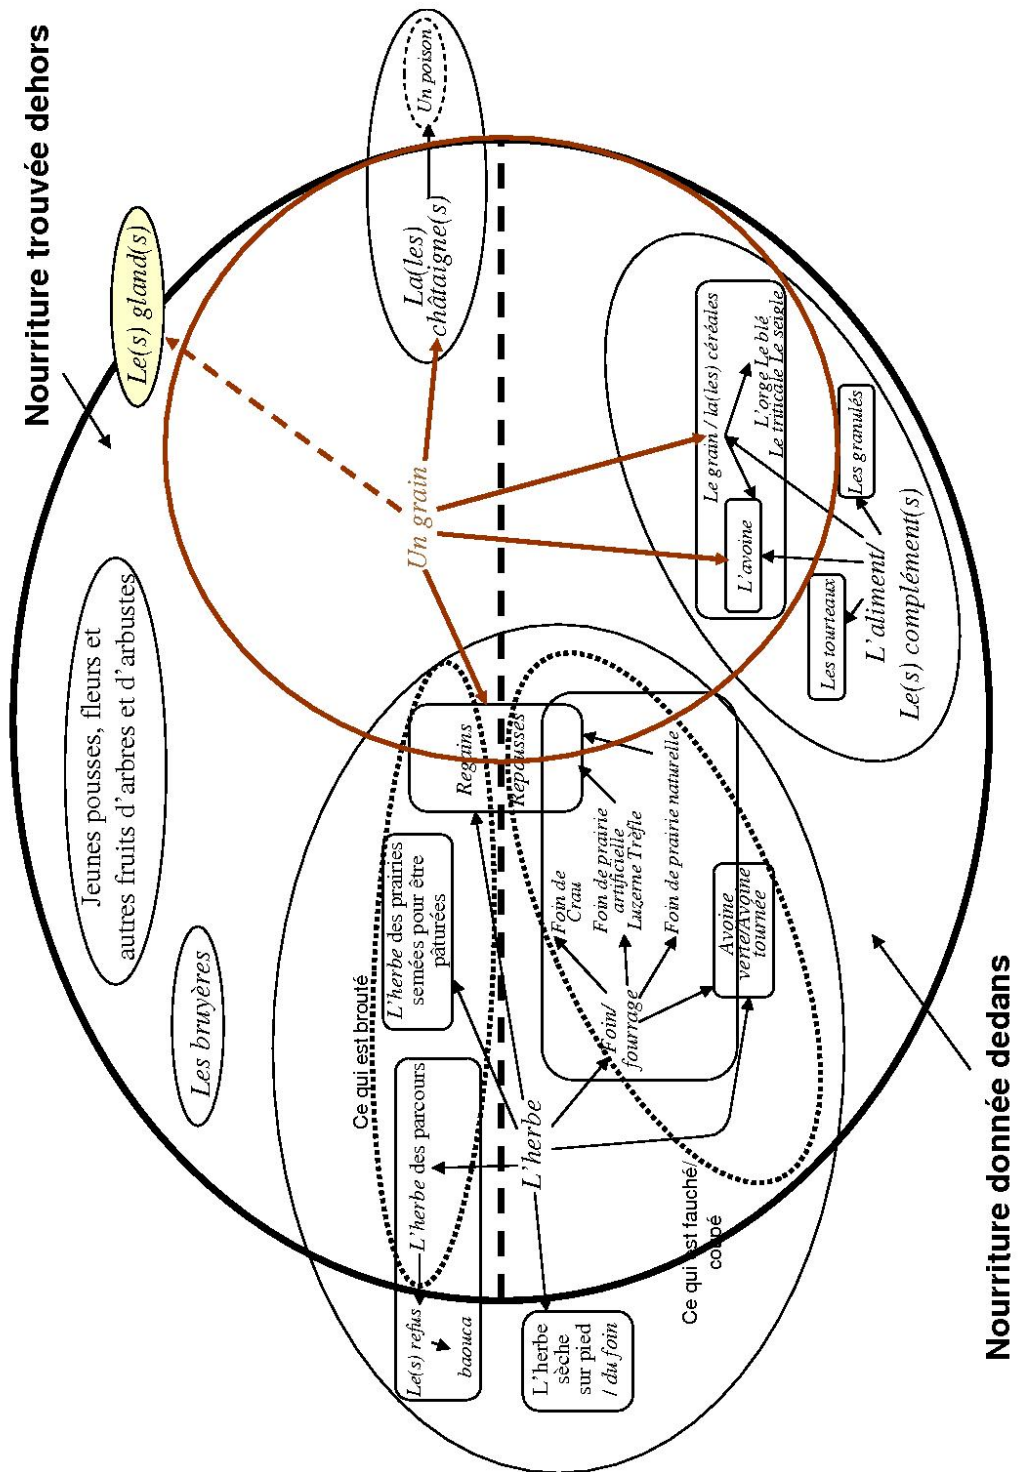 Nourriture trouvée dehors
Le(s) gland(s)
Un poison
La(les)
châtaigne(s)
Jeunes pousses, fleurs et
autres fruits d'arbres et d'arbustes
Les bruyères
Un grain
Ce qui est brouté
L'herbe des prairies
semées pour être
pâturées
Regains
Repousses
L'herbe des parcours
Le(s) refus
baouca
L'herbe
L'herbe
sèche
sur pied
/ du foin
Foin/
fourrage
Foin de
Crau
Foin de prairie
artificielle
Luzerne Trèfle
Foin de prairie naturelle
Avoine
verte/Avoine
tournée
Ce qui est fauché/
coupé
Le grain / la(les) céréales
L'orge Le blé
Le triticale Le seigle
L'avoine
Les granulés
Les tourteaux
L'aliment/
Le(s) complément(s)
Nourriture donnée dedans